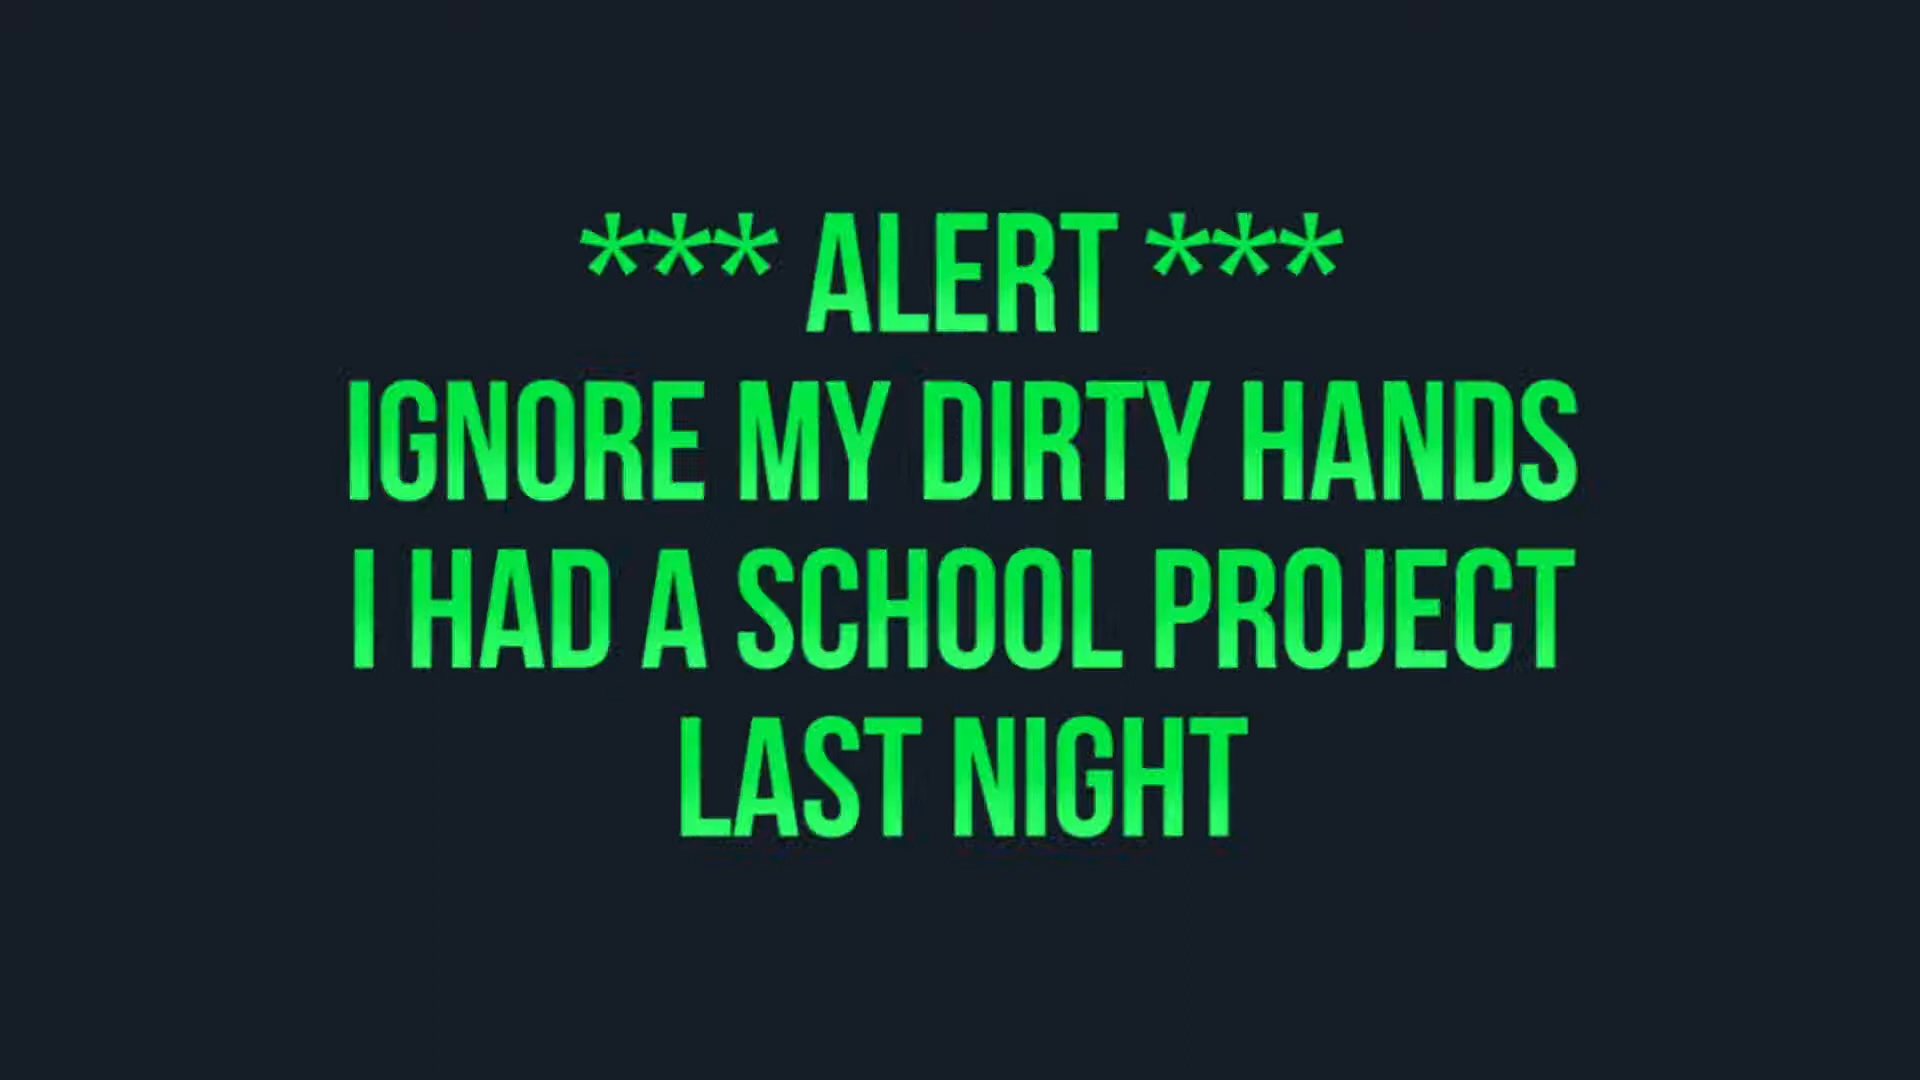 *** ALERT ***
IGNORE MY DIRTY HANDS
I HAD A SCHOOL PROJECT
LAST NIGHT